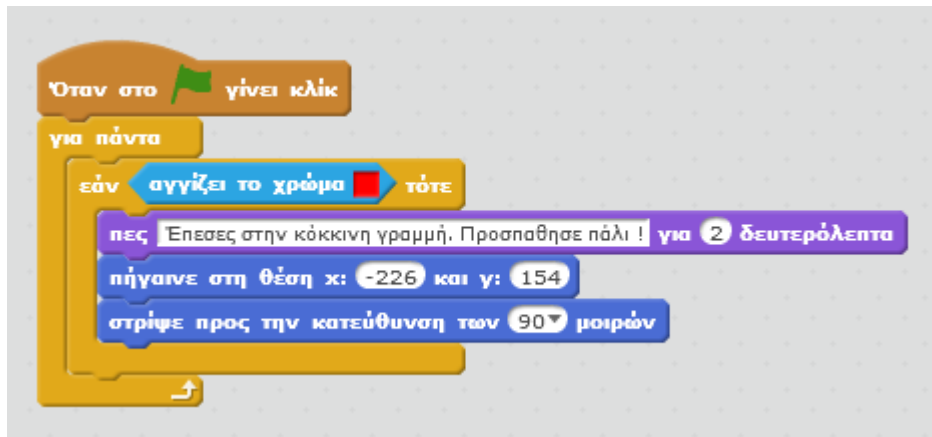 Όταν στο γίνει κλίκ
για πάντα
εάν αγγίζει το χρώμα τότε
πες Έπεσες στην κόκκινη γραμμή. Προσπαθησε πάλι ! για 2 δευτερόλεπτα
πήγαινε στη θέση x: -226 και y: 154
στρίψε προς την κατεύθυνση των 90 μοιρών